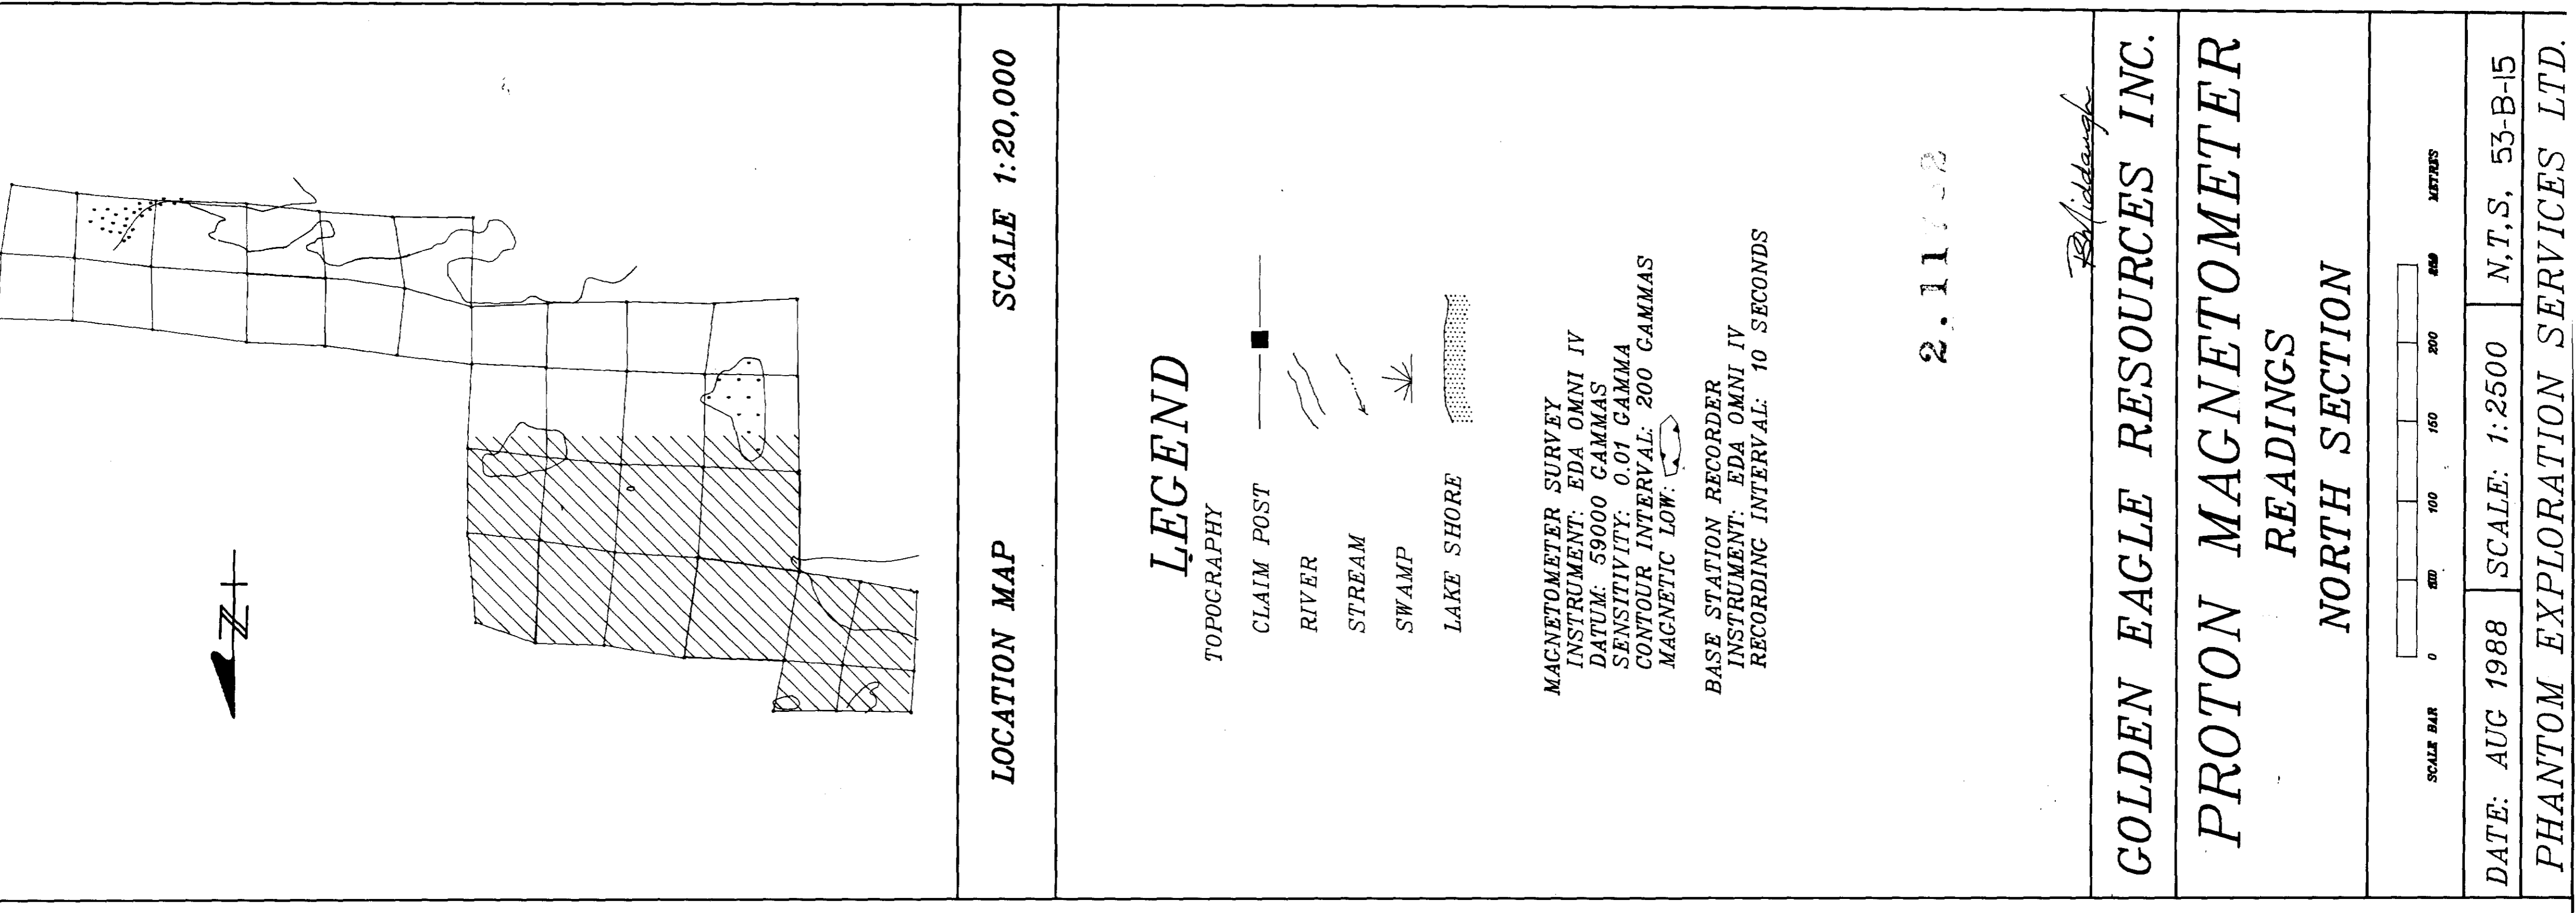 N
LOCATION MAP SCALE 1:20,000
LEGEND
TOPOGRAPHY
CLAIM POST
RIVER
STREAM
SWAMP
LAKE SHORE
MAGNETOMETER SURVEY
INSTRUMENT: EDA OMNI IV
DATUM: 59000 GAMMAS
SENSITIVITY: 0.01 GAMMA
CONTOUR INTERVAL: 200 GAMMAS
MAGNETIC LOW:
BASE STATION RECORDER
INSTRUMENT: EDA OMNI IV
RECORDING INTERVAL: 10 SECONDS
GOLDEN EAGLE RESOURCES INC.
PROTON MAGNETOMETER
READINGS
NORTH SECTION
SCALE BAR 0 100 150 200 250 METRES
DATE: AUG 1988 SCALE: 1:2500 N,T,S, 53-B-15
PHANTOM EXPLORATION SERVICES LTD.